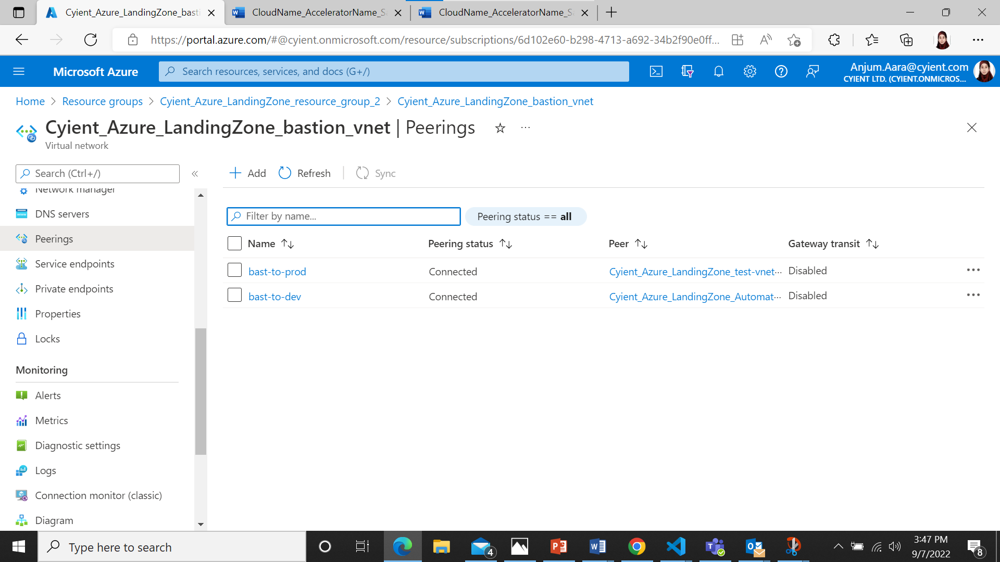 Cyient_Azure_LandingZone_basti
CloudName_AcceleratorName_S
CloudName_AcceleratorName_S
https://portal.azure.com/#@cyient.onmicrosoft.com/resource/subscriptions/6d102e60-b298-4713-a692-34b2f90e0ff...
Microsoft Azure
Search resources, services, and docs (G+/)
Anjum.Aara@cyient.com
CYIENT LTD. (CYIENT.ONMICROS...
Home > Resource groups > Cyient_Azure_LandingZone_resource_group_2 > Cyient_Azure_LandingZone_bastion_vnet
Cyient_Azure_LandingZone_bastion_vnet | Peerings
Virtual network
Search (Ctrl+/)
Add
Refresh
Sync
Network manager
DNS servers
Peerings
Service endpoints
Private endpoints
Properties
Locks
Monitoring
Alerts
Metrics
Diagnostic settings
Logs
Connection monitor (classic)
Diagram
Filter by name...
Peering status == all
Name Peering status Peer Gateway transit
bast-to-prod Connected Cyient_Azure_LandingZone_test-vnet... Disabled
bast-to-dev Connected Cyient_Azure_LandingZone_Automat... Disabled
Type here to search
4
3:47 PM
9/7/2022
8